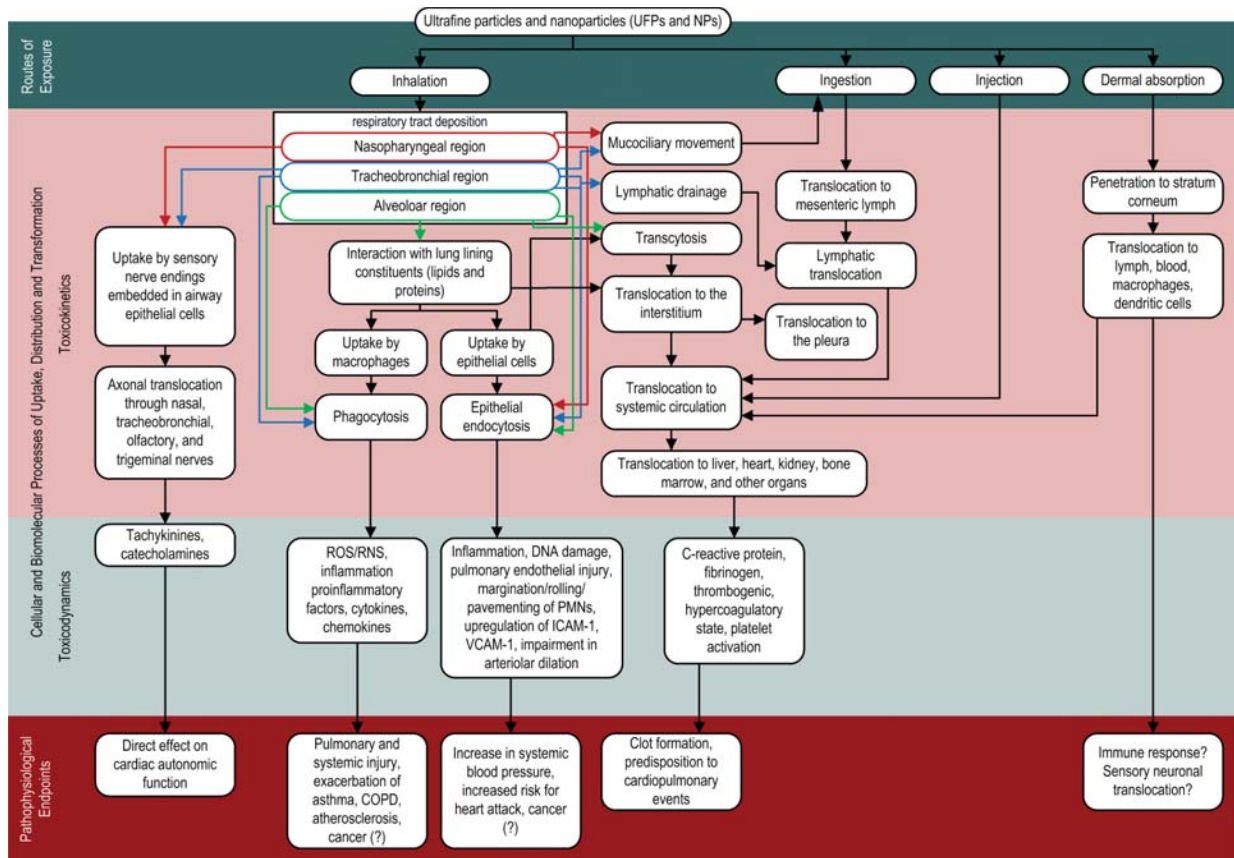 Ultrafine particles and nanoparticles (UFPs and NPs)
Routes of
Exposure
Inhalation
Ingestion
Injection
Dermal absorption
Cellular and Biomolecular Processes of Uptake, Distribution and Transformation
Toxicokinetics
respiratory tract deposition
Nasopharyngeal region
Tracheobronchial region
Alveoloar region
Mucociliary movement
Lymphatic drainage
Transcytosis
Translocation to
mesenteric lymph
Lymphatic
translocation
Penetration to stratum
corneum
Translocation to
lymph, blood,
macrophages,
dendritic cells
Uptake by sensory
nerve endings
embedded in airway
epithelial cells
Interaction with lung lining
constituents (lipids and
proteins)
Translocation to the
interstitium
Translocation to
the pleura
Uptake by
macrophages
Uptake by
epithelial cells
Axonal translocation
through nasal,
tracheobronchial,
olfactory, and
trigeminal nerves
Phagocytosis
Epithelial
endocytosis
Translocation to
systemic circulation
Translocation to liver, heart, kidney, bone
marrow, and other organs
Toxicodynamics
Tachykinines,
catecholamines
ROS/RNS,
inflammation
proinflammatory
factors, cytokines,
chemokines
Inflammation, DNA damage,
pulmonary endothelial injury,
margination/rolling/
pavementing of PMNs,
upregulation of ICAM-1,
VCAM-1, impairment in
arteriolar dilation
C-reactive protein,
fibrinogen,
thrombogenic,
hypercoagulatory
state, platelet
activation
Pathophysiological
Endpoints
Direct effect on
cardiac autonomic
function
Pulmonary and
systemic injury,
exacerbation of
asthma, COPD,
atherosclerosis,
cancer (?)
Increase in systemic
blood pressure,
increased risk for
heart attack, cancer
(?)
Clot formation,
predisposition to
cardiopulmonary
events
Immune response?
Sensory neuronal
translocation?